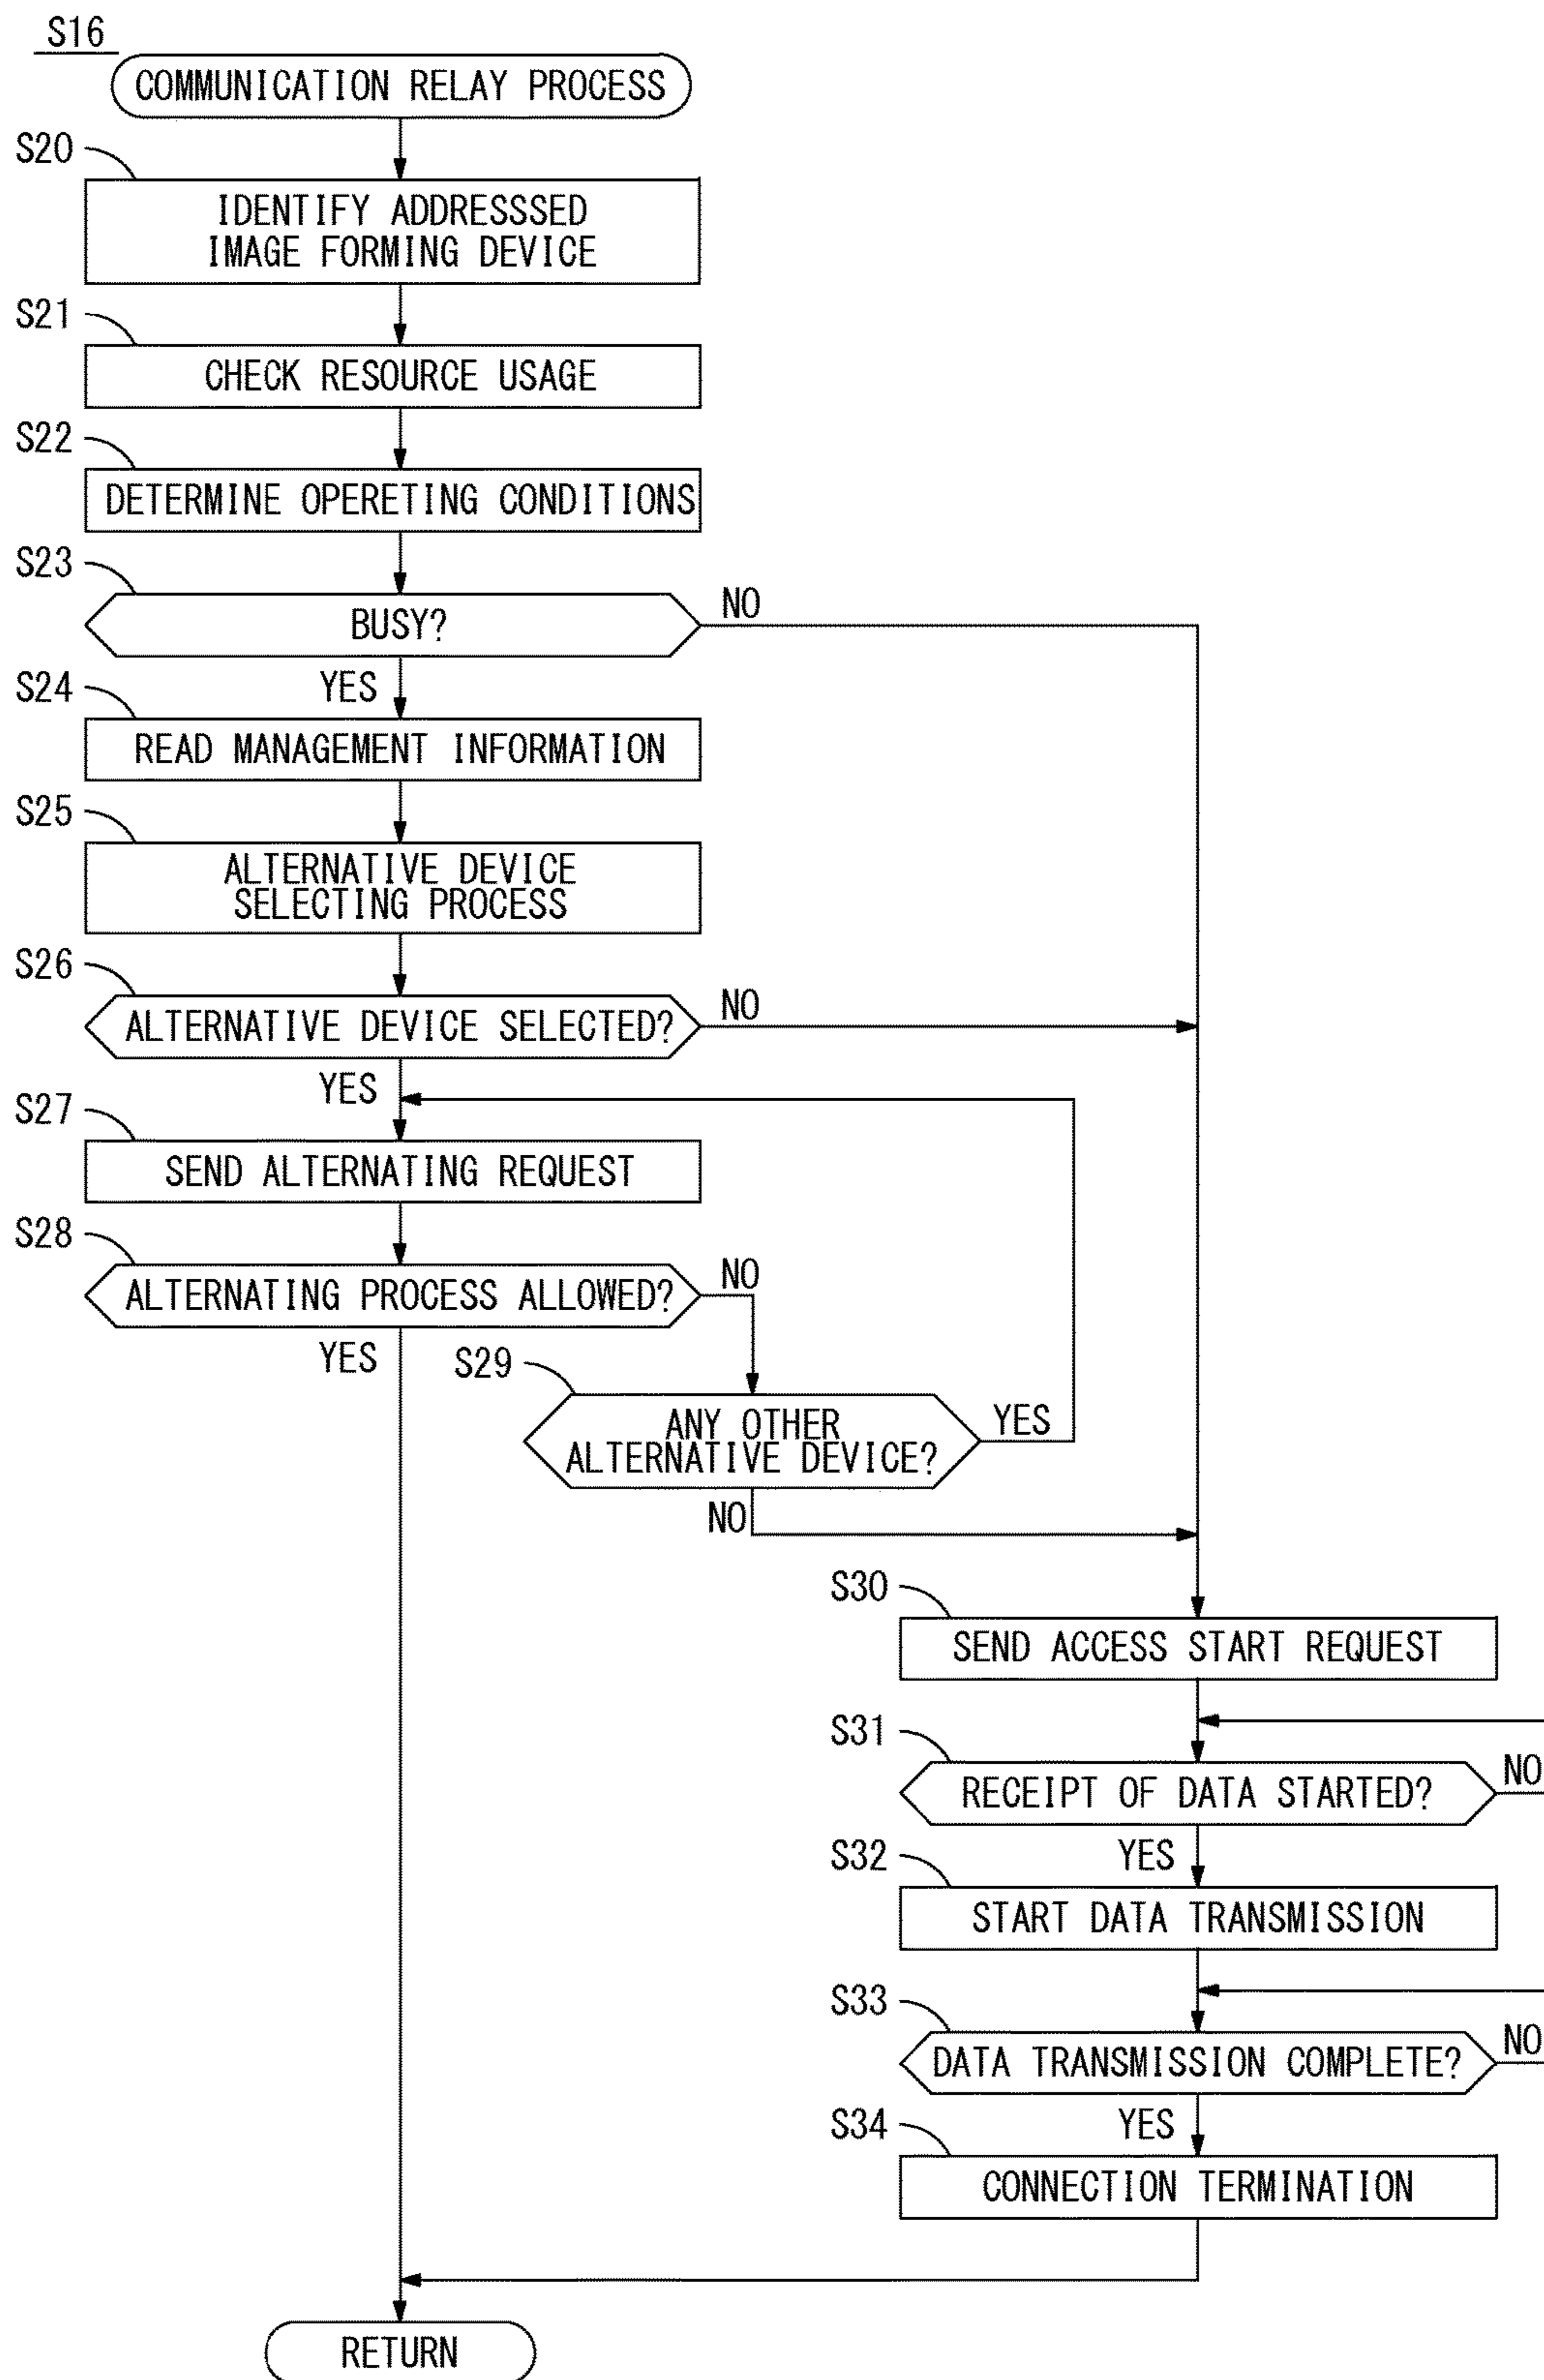 S16
COMMUNICATION RELAY PROCESS
S20
IDENTIFY ADDRESSSED
IMAGE FORMING DEVICE
S21
CHECK RESOURCE USAGE
S22
DETERMINE OPERETING CONDITIONS
S23
BUSY?
NO
YES
S24
READ MANAGEMENT INFORMATION
S25
ALTERNATIVE DEVICE
SELECTING PROCESS
S26
ALTERNATIVE DEVICE SELECTED?
NO
YES
S27
SEND ALTERNATING REQUEST
S28
ALTERNATING PROCESS ALLOWED?
NO
YES
S29
ANY OTHER
ALTERNATIVE DEVICE?
YES
NO
S30
SEND ACCESS START REQUEST
S31
RECEIPT OF DATA STARTED?
NO
YES
S32
START DATA TRANSMISSION
S33
DATA TRANSMISSION COMPLETE?
NO
YES
S34
CONNECTION TERMINATION
RETURN